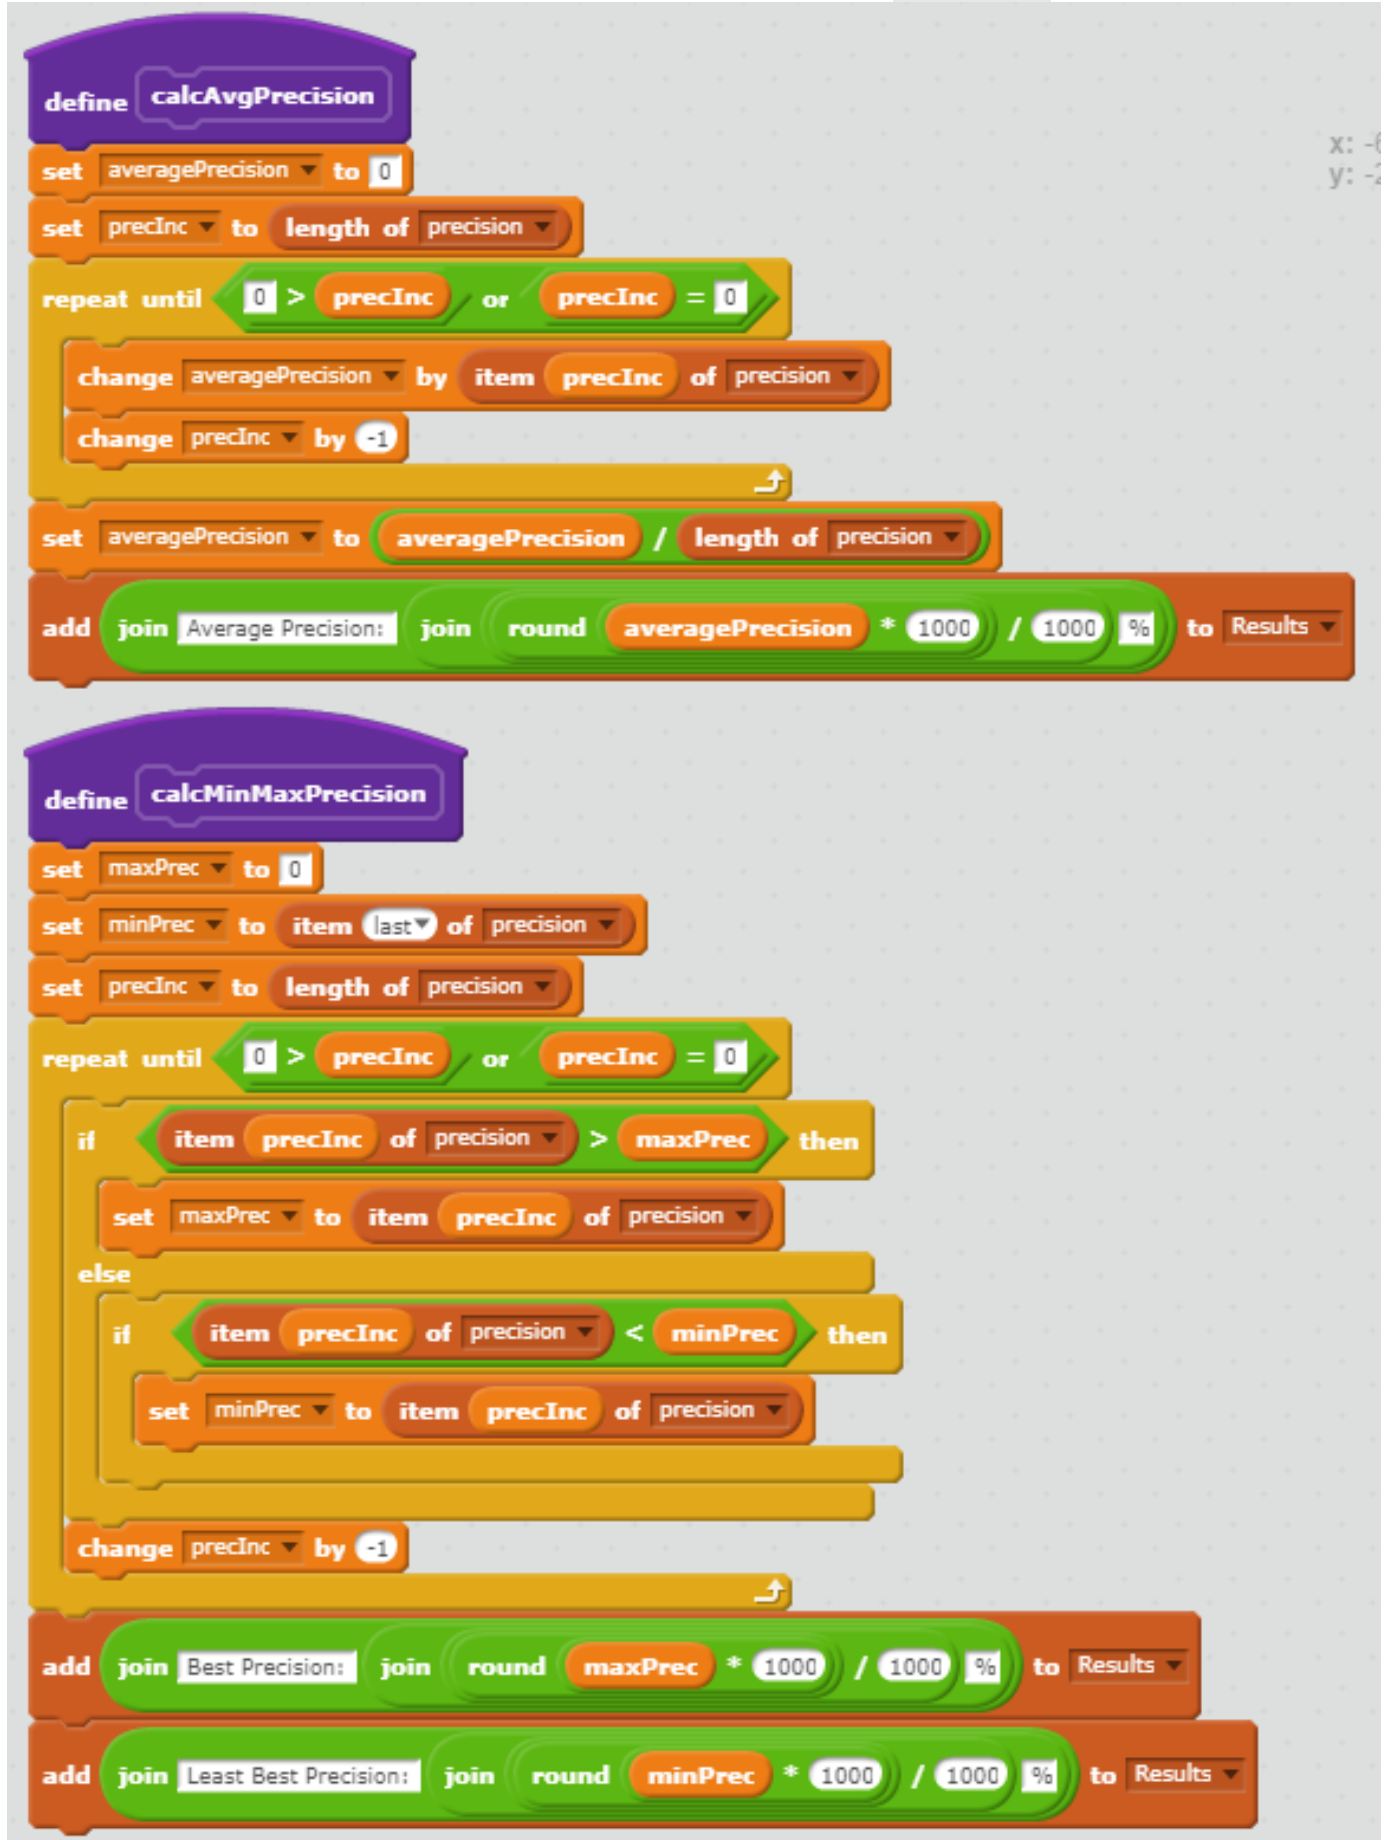 define calcAvgPrecision
x: -6
y: -2
set averagePrecision to 0
set precInc to length of precision
repeat until 0 > precInc or precInc = 0
change averagePrecision by item precInc of precision
change precInc by -1
set averagePrecision to averagePrecision / length of precision
add join Average Precision: join round averagePrecision * 1000 / 1000 % to Results
define calcMinMaxPrecision
set maxPrec to 0
set minPrec to item last of precision
set precInc to length of precision
repeat until 0 > precInc or precInc = 0
if item precInc of precision > maxPrec then
set maxPrec to item precInc of precision
else
if item precInc of precision < minPrec then
set minPrec to item precInc of precision
change precInc by -1
add join Best Precision: join round maxPrec * 1000 / 1000 % to Results
add join Least Best Precision: join round minPrec * 1000 / 1000 % to Results